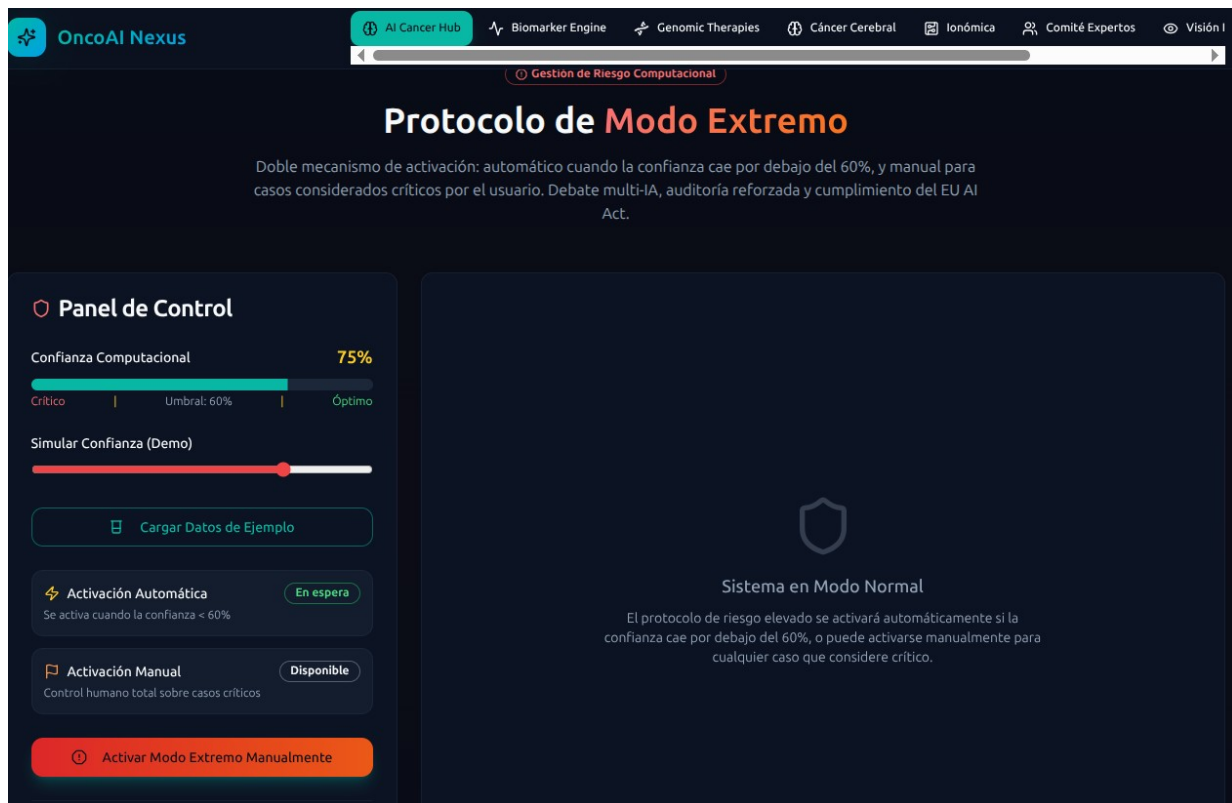 OncoAI Nexus
AI Cancer Hub
Biomarker Engine
Genomic Therapies
Cáncer Cerebral
Ionómica
Comité Expertos
Visión I
Gestión de Riesgo Computacional
Protocolo de Modo Extremo
Doble mecanismo de activación: automático cuando la confianza cae por debajo del 60%, y manual para
casos considerados críticos por el usuario. Debate multi-IA, auditoría reforzada y cumplimiento del EU AI
Act.
Panel de Control
Confianza Computacional 75%
Crítico | Umbral: 60% | Óptimo
Simular Confianza (Demo)
Cargar Datos de Ejemplo
Activación Automática En espera
Se activa cuando la confianza < 60%
Activación Manual Disponible
Control humano total sobre casos críticos
Activar Modo Extremo Manualmente
Sistema en Modo Normal
El protocolo de riesgo elevado se activará automáticamente si la
confianza cae por debajo del 60%, o puede activarse manualmente para
cualquier caso que considere crítico.